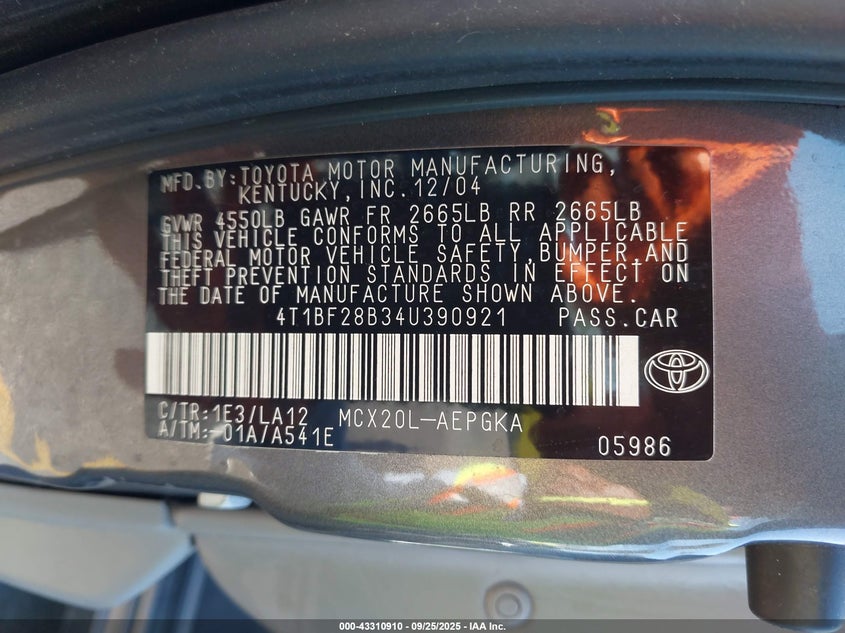 MFD. BY: TOYOTA MOTOR MANUFACTURING,
KENTUCKY, INC. 12/04
GVWR 4550LB GAWR FR 2665LB RR 2665LB
THIS VEHICLE CONFORMS TO ALL APPLICABLE
FEDERAL MOTOR VEHICLE SAFETY, BUMPER, AND
THEFT PREVENTION STANDARDS IN EFFECT ON
THE DATE OF MANUFACTURE SHOWN ABOVE.
4T1BF28B34U390921 PASS. CAR
C/TR: 1E3/LA12 MCX20L-AEPGKA
A/TM: -01A/A541E 05986
000-43310910 - 09/25/2025 - IAA Inc.